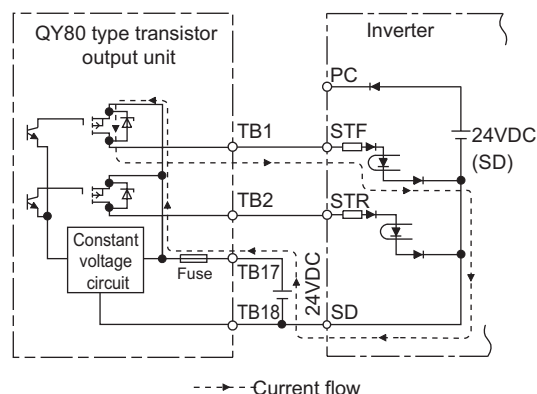 QY80 type transistor
output unit
Inverter
PC
TB1
STF
24VDC
(SD)
TB2
STR
Constant
voltage
circuit
Fuse
TB17
24VDC
TB18
SD
Current flow